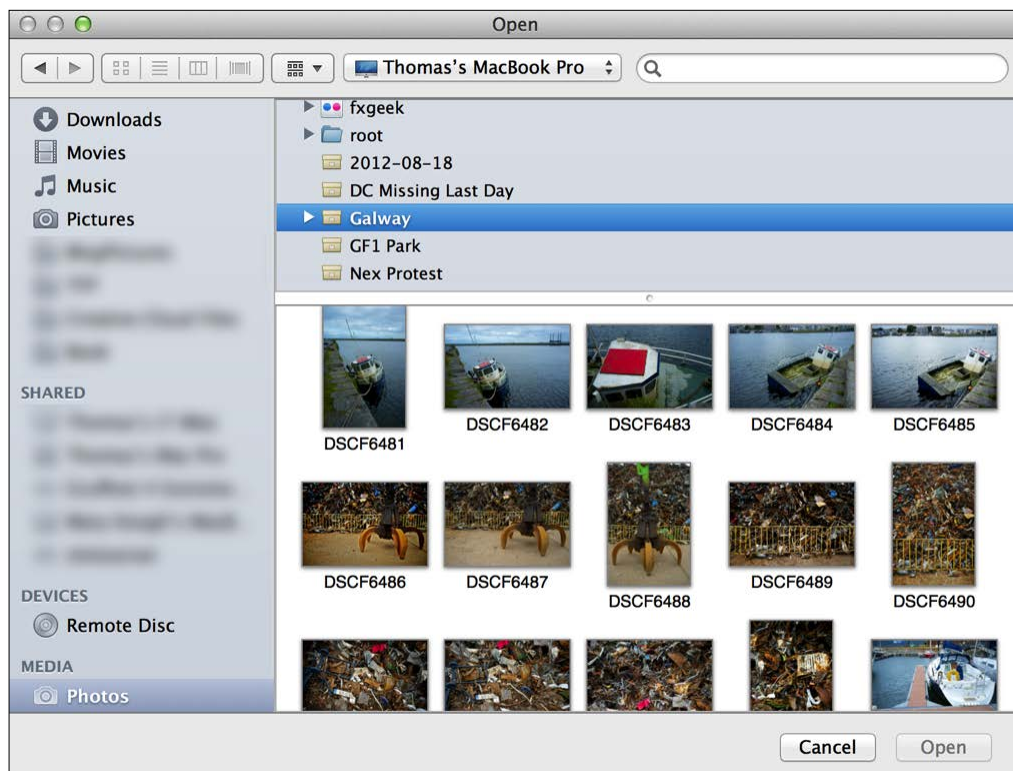 Open
Thomas's MacBook Pro
Downloads
Movies
Music
Pictures
SHARED
DEVICES
Remote Disc
MEDIA
Photos
fxgeek
root
2012-08-18
DC Missing Last Day
Galway
GF1 Park
Nex Protest
DSCF6481
DSCF6482
DSCF6483
DSCF6484
DSCF6485
DSCF6486
DSCF6487
DSCF6488
DSCF6489
DSCF6490
Cancel
Open